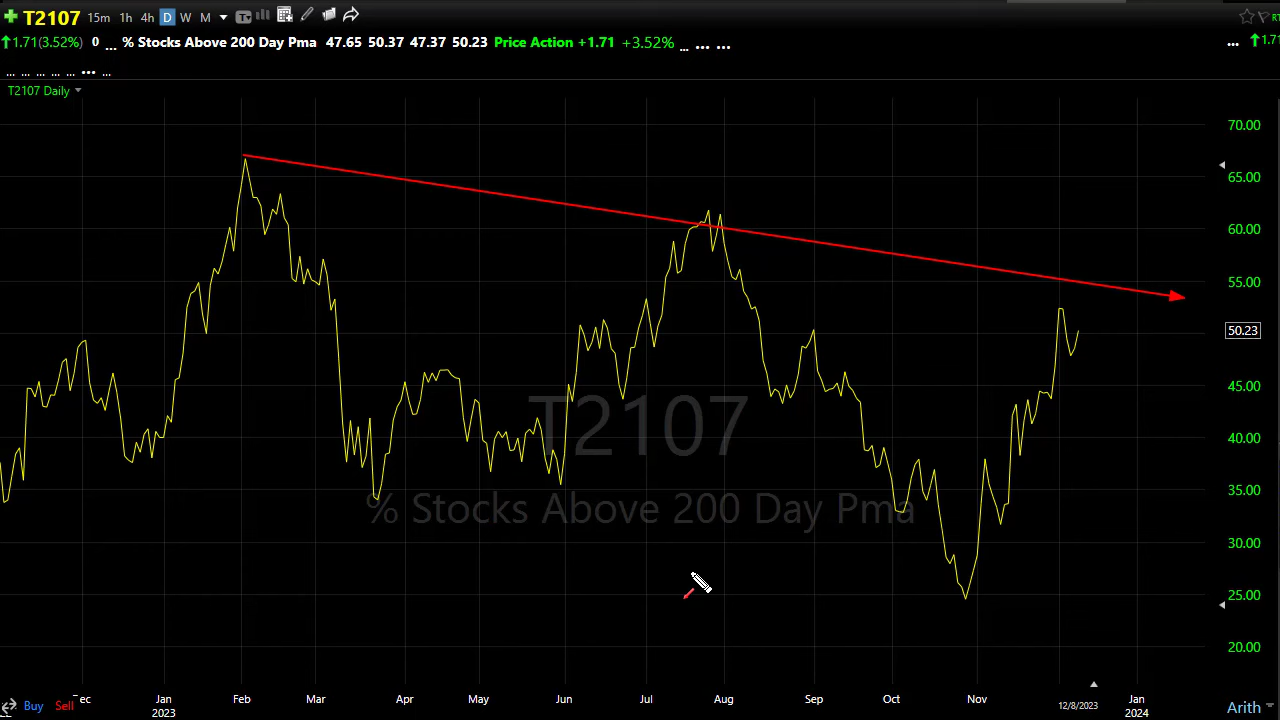 T2107 15m 1h 4h D W M T RT
1.71(3.52%) 0 ... % Stocks Above 200 Day Pma 47.65 50.37 47.37 50.23 Price Action +1.71 +3.52% ... ... ... ... 1.71
... ... ... ... ... ... ...
T2107 Daily
70.00
65.00
60.00
55.00
50.23
45.00
40.00
35.00
30.00
25.00
20.00
T2107
% Stocks Above 200 Day Pma
Jan Feb Mar Apr May Jun Jul Aug Sep Oct Nov Jan
Buy Sell 2023 12/8/2023 2024 Arith